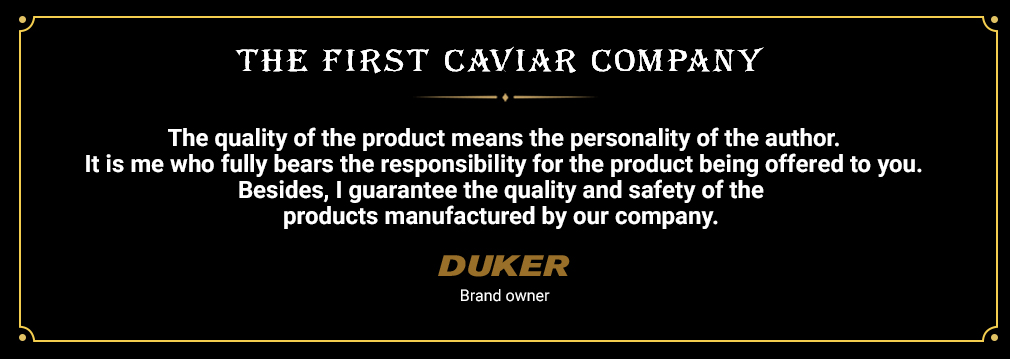 THE FIRST CAVIAR COMPANY
The quality of the product means the personality of the author.
It is me who fully bears the responsibility for the product being offered to you.
Besides, I guarantee the quality and safety of the
products manufactured by our company.
DUKER
Brand owner